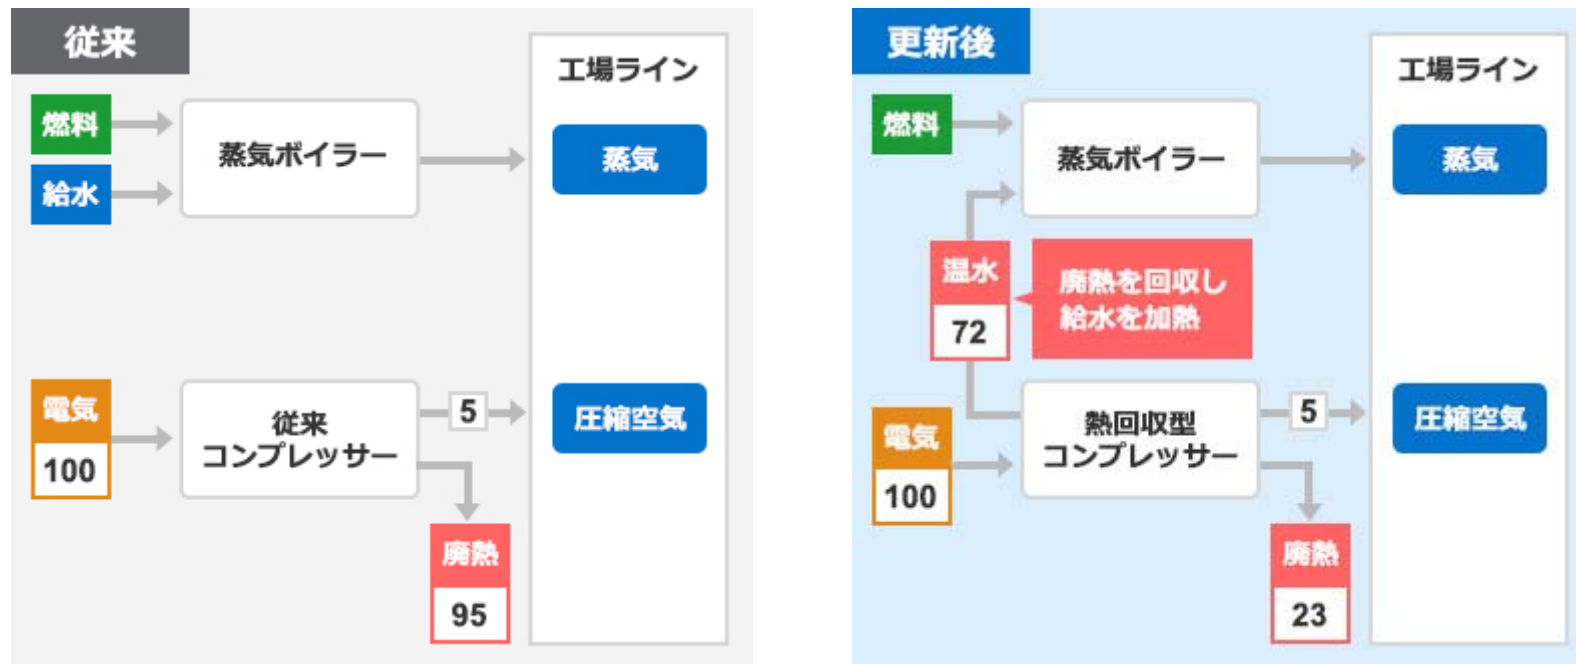 従来
工場ライン
燃料
給水
蒸気ボイラー
蒸気
電気
100
従来
コンプレッサー
5
圧縮空気
廃熱
95
更新後
工場ライン
燃料
蒸気ボイラー
蒸気
温水
72
廃熱を回収し
給水を加熱
電気
100
熱回収型
コンプレッサー
5
圧縮空気
廃熱
23